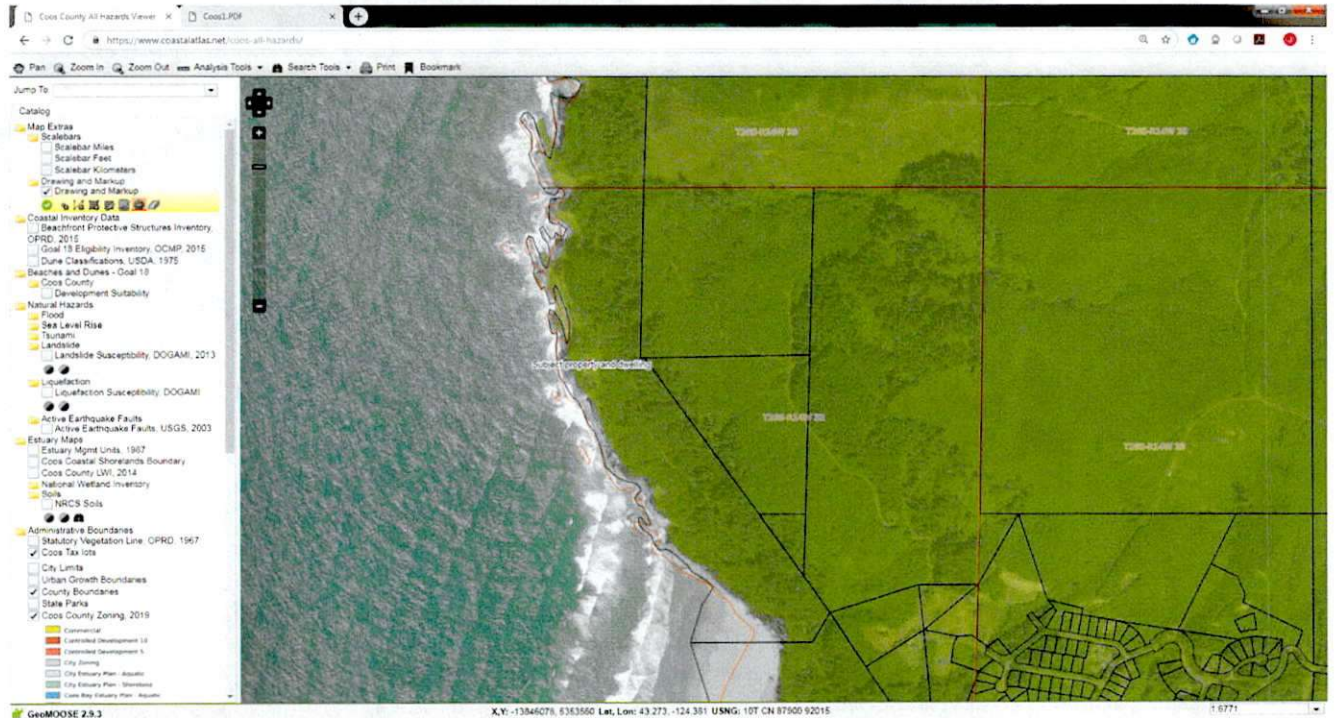 Coos County All Hazards Viewer
Coos1.PDF
https://www.coastalatlas.net/coos-all-hazards/
Pan Zoom In Zoom Out Analysis Tools Search Tools Print Bookmark
Jump To:
Catalog
Map Extras
Scalebars
Scalebar Miles
Scalebar Feet
Scalebar Kilometers
Drawing and Markup
Drawing and Markup
Coastal Inventory Data
Beachfront Protective Structures Inventory,
OPRD, 2015
Goal 18 Eligibility Inventory, OCMP, 2015
Dune Classifications, USDA, 1975
Beaches and Dunes - Goal 18
Coos County
Development Suitability
Natural Hazards
Flood
Sea Level Rise
Tsunami
Landslide
Landslide Susceptibility, DOGAMI, 2013
Liquefaction
Liquefaction Susceptibility, DOGAMI
Active Earthquake Faults
Active Earthquake Faults, USGS, 2003
Estuary Maps
Estuary Mgmt Units, 1987
Coos Coastal Shorelands Boundary
Coos County LWI, 2014
National Wetland Inventory
Soils
NRCS Soils
Administrative Boundaries
Statutory Vegetation Line, OPRD, 1967
Coos Tax lots
City Limits
Urban Growth Boundaries
County Boundaries
State Parks
Coos County Zoning, 2019
Commercial
Controlled Development 10
Controlled Development 5
City Zoning
City Estuary Plan - Aquatic
City Estuary Plan - Shoreland
Coos Bay Estuary Plan - Aquatic
subject property and dwelling
GeoMOOSE 2.9.3
X,Y: -13846078, 5353550 Lat, Lon: 43.273, -124.381 USNG: 10T CN 87900 92015
1:6771